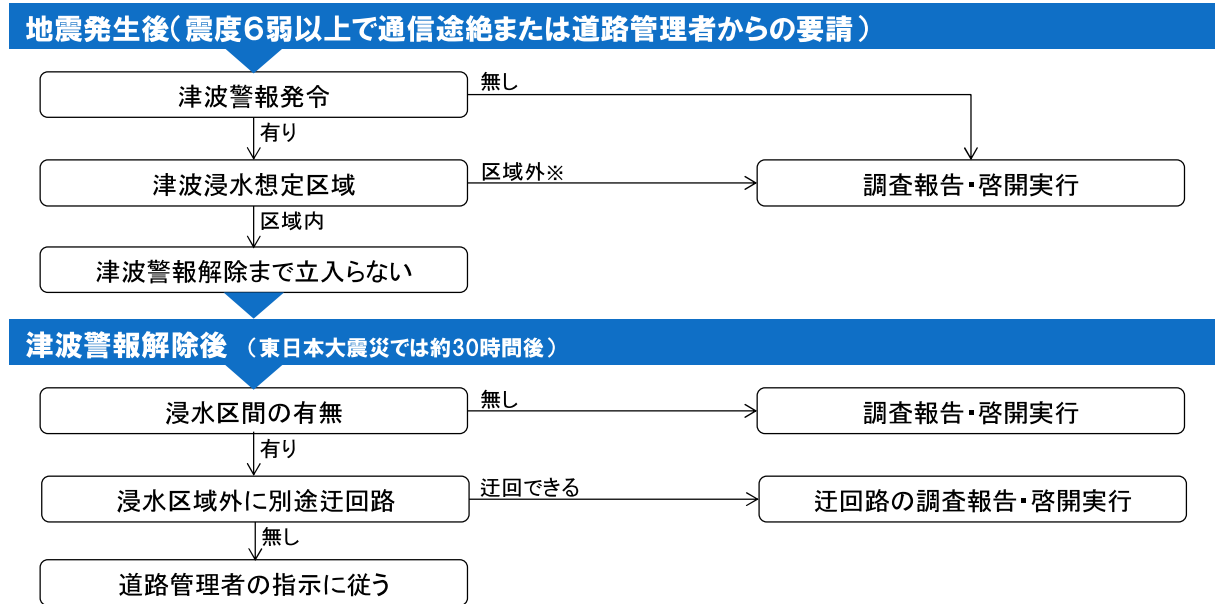 地震発生後（震度６弱以上で通信途絶または道路管理者からの要請）
津波警報発令
無し
有り
津波浸水想定区域
区域外※
調査報告・啓開実行
区域内
津波警報解除まで立入らない
津波警報解除後 （東日本大震災では約30時間後）
浸水区間の有無
無し
調査報告・啓開実行
有り
浸水区域外に別途迂回路
迂回できる
迂回路の調査報告・啓開実行
無し
道路管理者の指示に従う